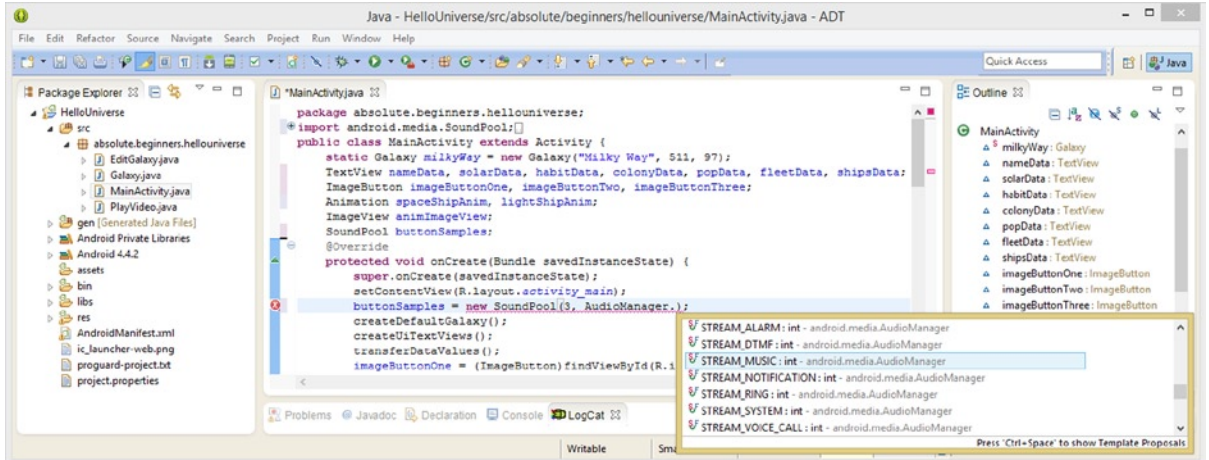 Java - HelloUniverse/src/absolute/beginners/hellouniverse/MainActivity.java - ADT
File Edit Refactor Source Navigate Search Project Run Window Help
Quick Access
Java
Package Explorer
HelloUniverse
src
absolute.beginners.hellouniverse
EditGalaxy.java
Galaxy.java
MainActivity.java
PlayVideo.java
gen [Generated Java Files]
Android Private Libraries
Android 4.4.2
assets
bin
libs
res
AndroidManifest.xml
ic_launcher-web.png
proguard-project.txt
project.properties
*MainActivity.java
package absolute.beginners.hellouniverse;
import android.media.SoundPool;
public class MainActivity extends Activity {
static Galaxy milkyWay = new Galaxy("Milky Way", 511, 97);
TextView nameData, solarData, habitData, colonyData, popData, fleetData, shipsData;
ImageButton imageButtonOne, imageButtonTwo, imageButtonThree;
Animation spaceShipAnim, lightShipAnim;
ImageView animImageView;
SoundPool buttonSamples;
@Override
protected void onCreate(Bundle savedInstanceState) {
super.onCreate(savedInstanceState);
setContentView(R.layout.activity_main);
buttonSamples = new SoundPool(3, AudioManager.);
createDefaultGalaxy();
createUiTextViews();
transferDataValues();
imageButtonOne = (ImageButton)findViewById(R.i
Outline
MainActivity
milkyWay : Galaxy
nameData : TextView
solarData : TextView
habitData : TextView
colonyData : TextView
popData : TextView
fleetData : TextView
shipsData : TextView
imageButtonOne : ImageButton
imageButtonTwo : ImageButton
imageButtonThree : ImageButton
STREAM_ALARM : int - android.media.AudioManager
STREAM_DTMF : int - android.media.AudioManager
STREAM_MUSIC : int - android.media.AudioManager
STREAM_NOTIFICATION : int - android.media.AudioManager
STREAM_RING : int - android.media.AudioManager
STREAM_SYSTEM : int - android.media.AudioManager
STREAM_VOICE_CALL : int - android.media.AudioManager
Press 'Ctrl+Space' to show Template Proposals
Problems Javadoc Declaration Console LogCat
Writable Sma